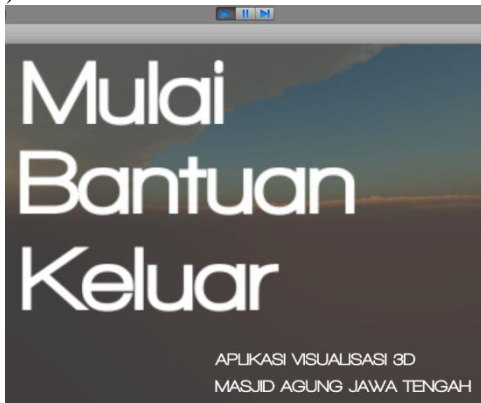 Mulai
Bantuan
Keluar
APLIKASI VISUALISASI 3D
MASJID AGUNG JAWA TENGAH